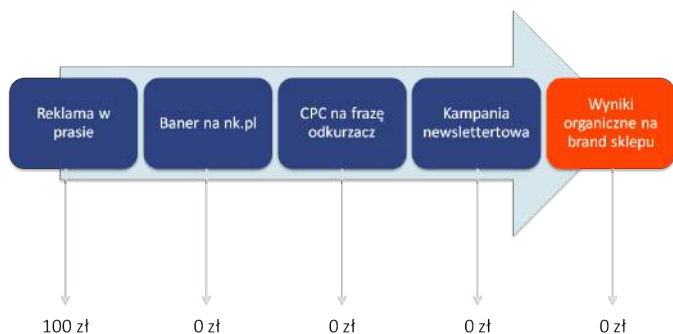 Reklama w
prasie
Baner na nk.pl
CPC na frazę
odkurzacz
Kampania
newslettertowa
Wyniki
organiczne na
brand sklepu
100 zł
0 zł
0 zł
0 zł
0 zł